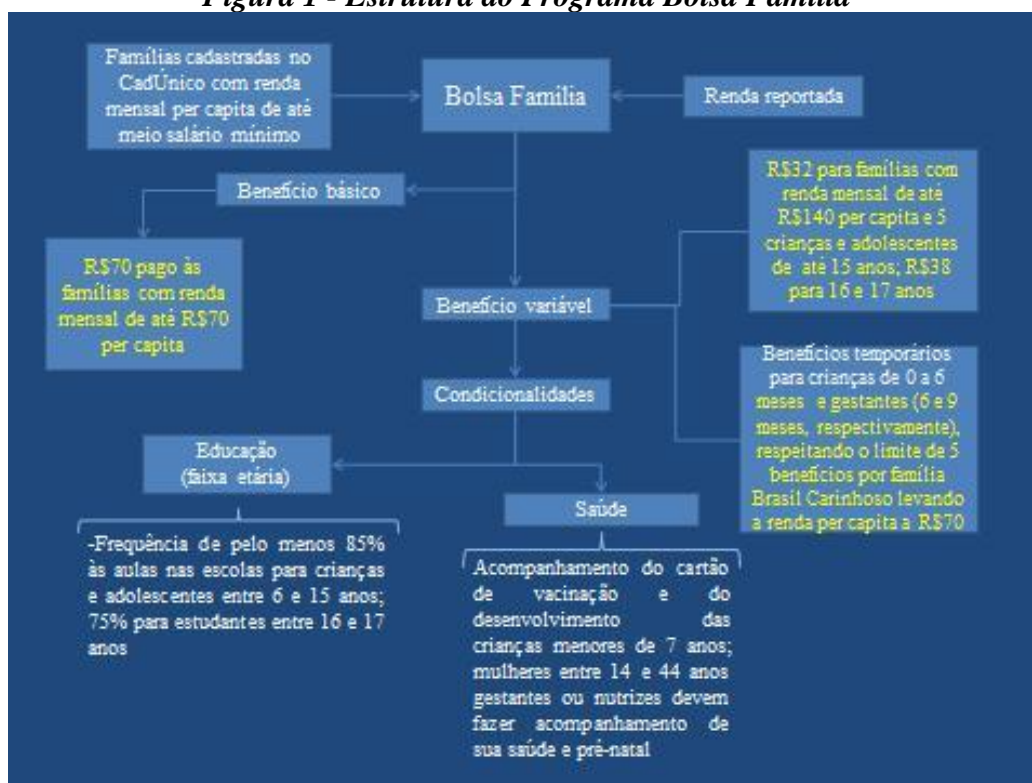 Figura 1 - Estrutura do Programa Bolsa Família
Famílias cadastradas no
CadÚnico com renda
mensal per capita de até
meio salário mínimo
Bolsa Família
Renda reportada
Benefício básico
R$32 para famílias com
renda mensal de até
R$140 per capita e 5
crianças e adolescentes
de até 15 anos; R$38
para 16 e 17 anos
R$70 pago às
famílias com renda
mensal de até R$70
per capita
Benefício variável
Benefícios temporários
para crianças de 0 a 6
meses e gestantes (6 e 9
meses, respectivamente),
respeitando o limite de 5
benefícios por família
Brasil Carinhoso levando
a renda per capita a R$70
Condicionalidades
Educação
(faixa etária)
Saúde
-Frequência de pelo menos 85%
às aulas nas escolas para crianças
e adolescentes entre 6 e 15 anos;
75% para estudantes entre 16 e 17
anos
Acompanhamento do cartão
de vacinação e do
desenvolvimento das
crianças menores de 7 anos;
mulheres entre 14 e 44 anos
gestantes ou nutrizes devem
fazer acompanhamento de
sua saúde e pré-natal